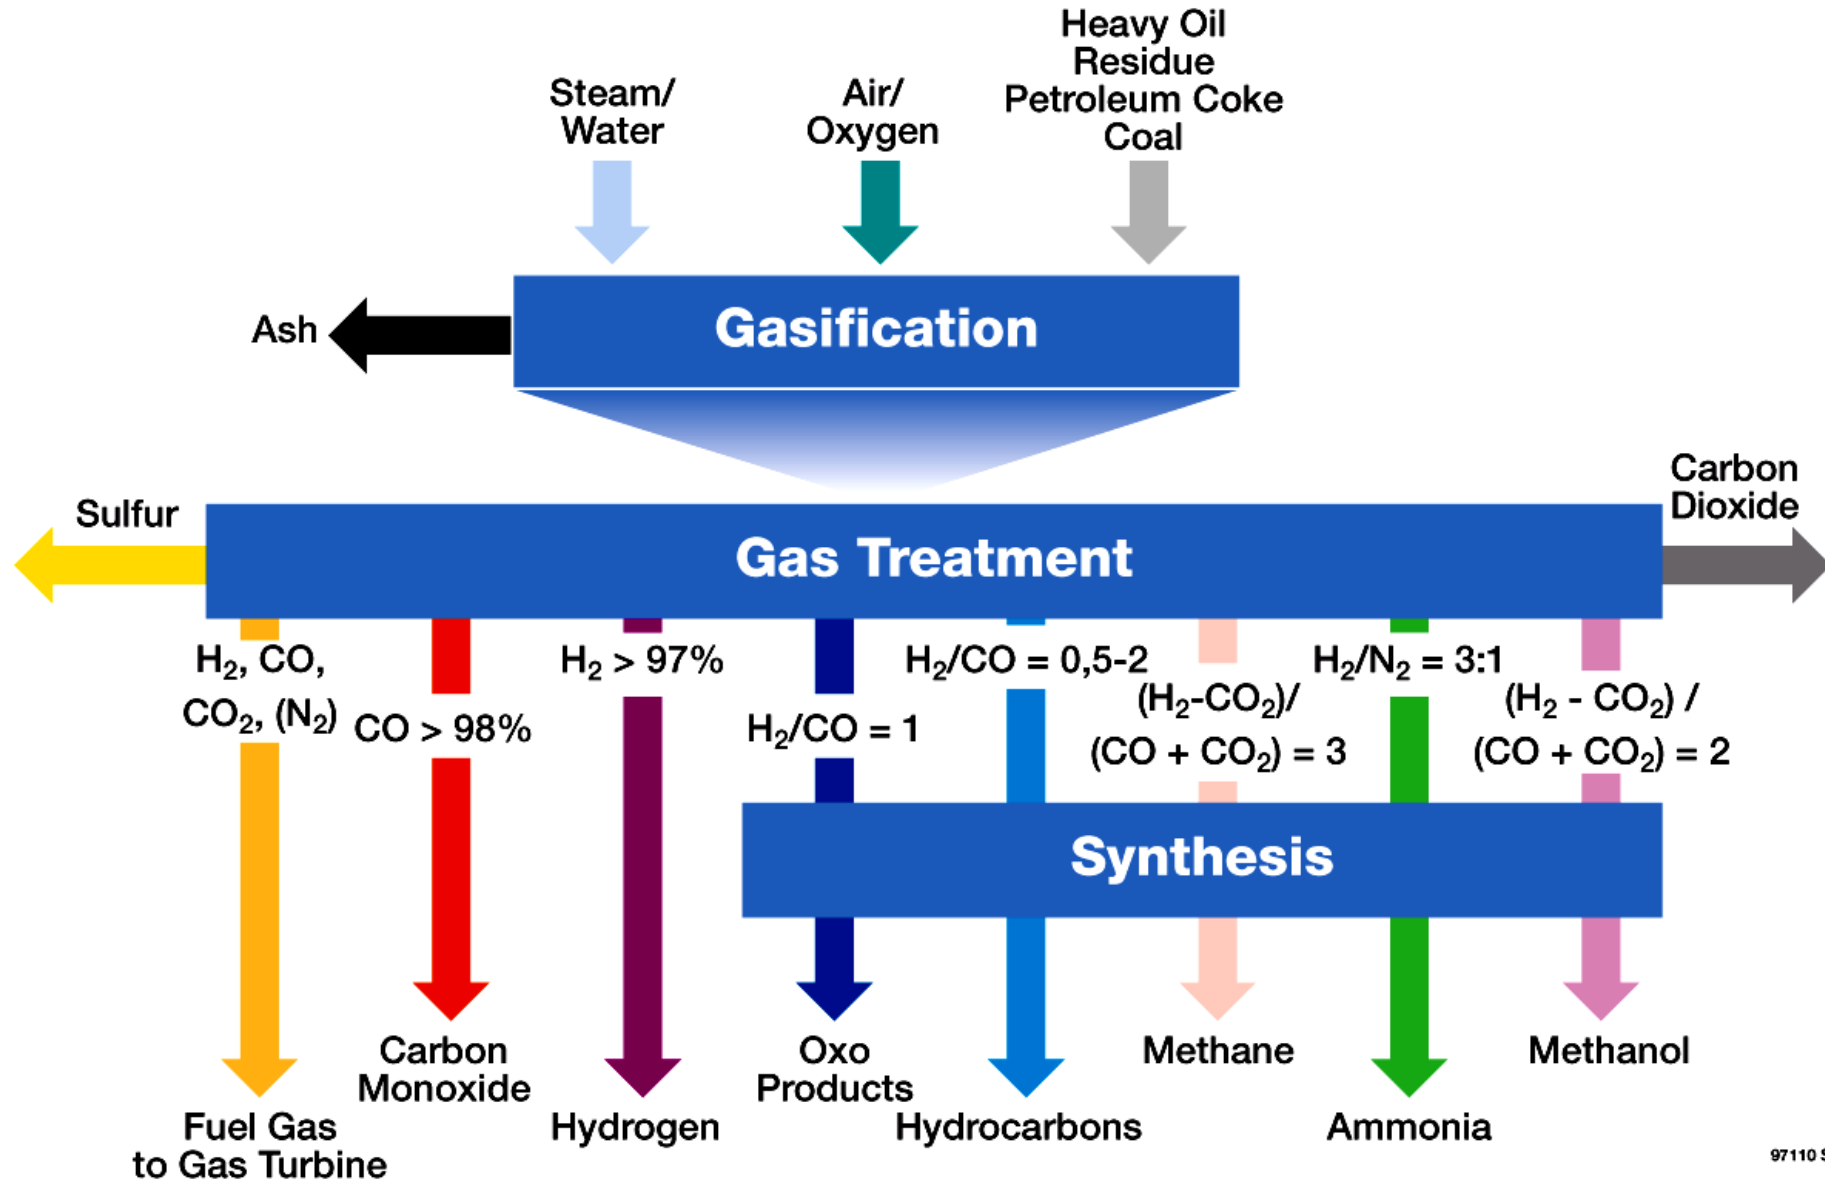 Heavy Oil
Residue
Petroleum Coke
Coal
Steam/
Water
Air/
Oxygen
Ash
Gasification
Sulfur
Carbon
Dioxide
Gas Treatment
H₂, CO,
CO₂, (N₂)
CO > 98%
H₂ > 97%
H₂/CO = 1
H₂/CO = 0,5-2
(H₂-CO₂)/
(CO + CO₂) = 3
H₂/N₂ = 3:1
(H₂ - CO₂) /
(CO + CO₂) = 2
Synthesis
Fuel Gas
to Gas Turbine
Carbon
Monoxide
Hydrogen
Oxo
Products
Hydrocarbons
Methane
Ammonia
Methanol
97110